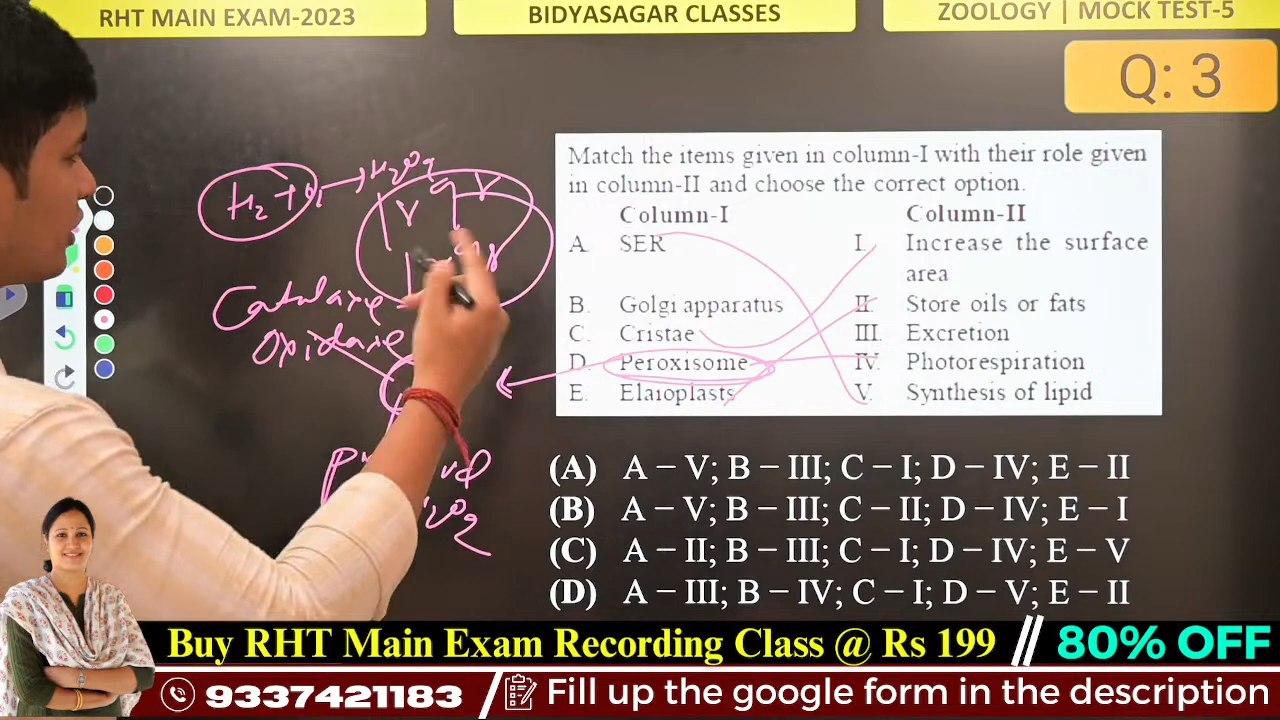 RHT MAIN EXAM-2023
BIDYASAGAR CLASSES
ZOOLOGY | MOCK TEST-5
Q: 3
Match the items given in column-I with their role given
in column-II and choose the correct option.
Column-I Column-II
A. SER I. Increase the surface
area
B. Golgi apparatus II. Store oils or fats
C. Cristae III. Excretion
D. Peroxisome IV. Photorespiration
E. Elaioplasts V. Synthesis of lipid
(A) A – V; B – III; C – I; D – IV; E – II
(B) A – V; B – III; C – II; D – IV; E – I
(C) A – II; B – III; C – I; D – IV; E – V
(D) A – III; B – IV; C – I; D – V; E – II
Catalaxe
Oxidaxe
Buy RHT Main Exam Recording Class @ Rs 199 // 80% OFF
9337421183 / Fill up the google form in the description